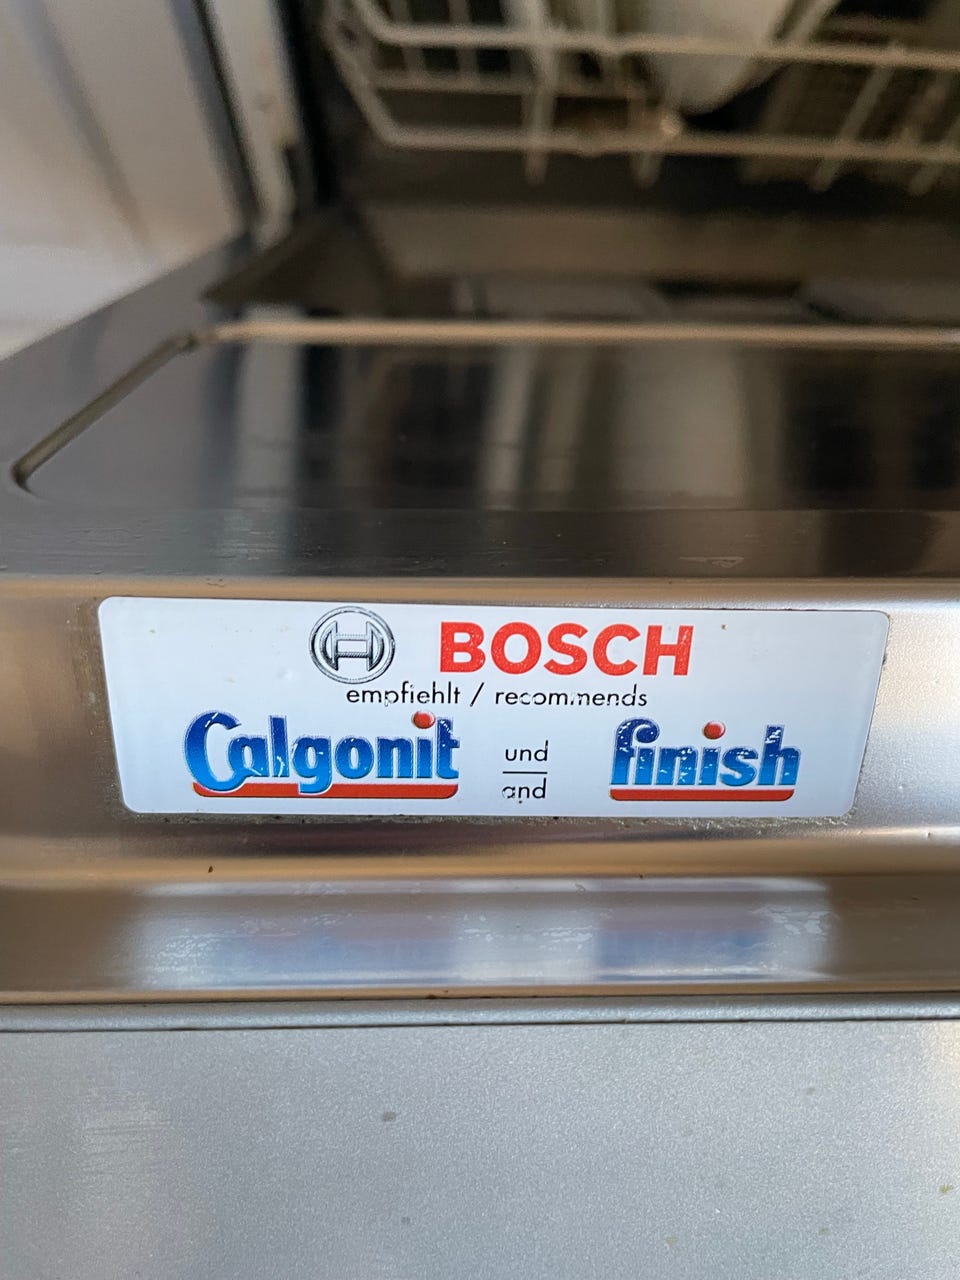 BOSCH
empfiehlt / recommends
Calgonit und finish
and